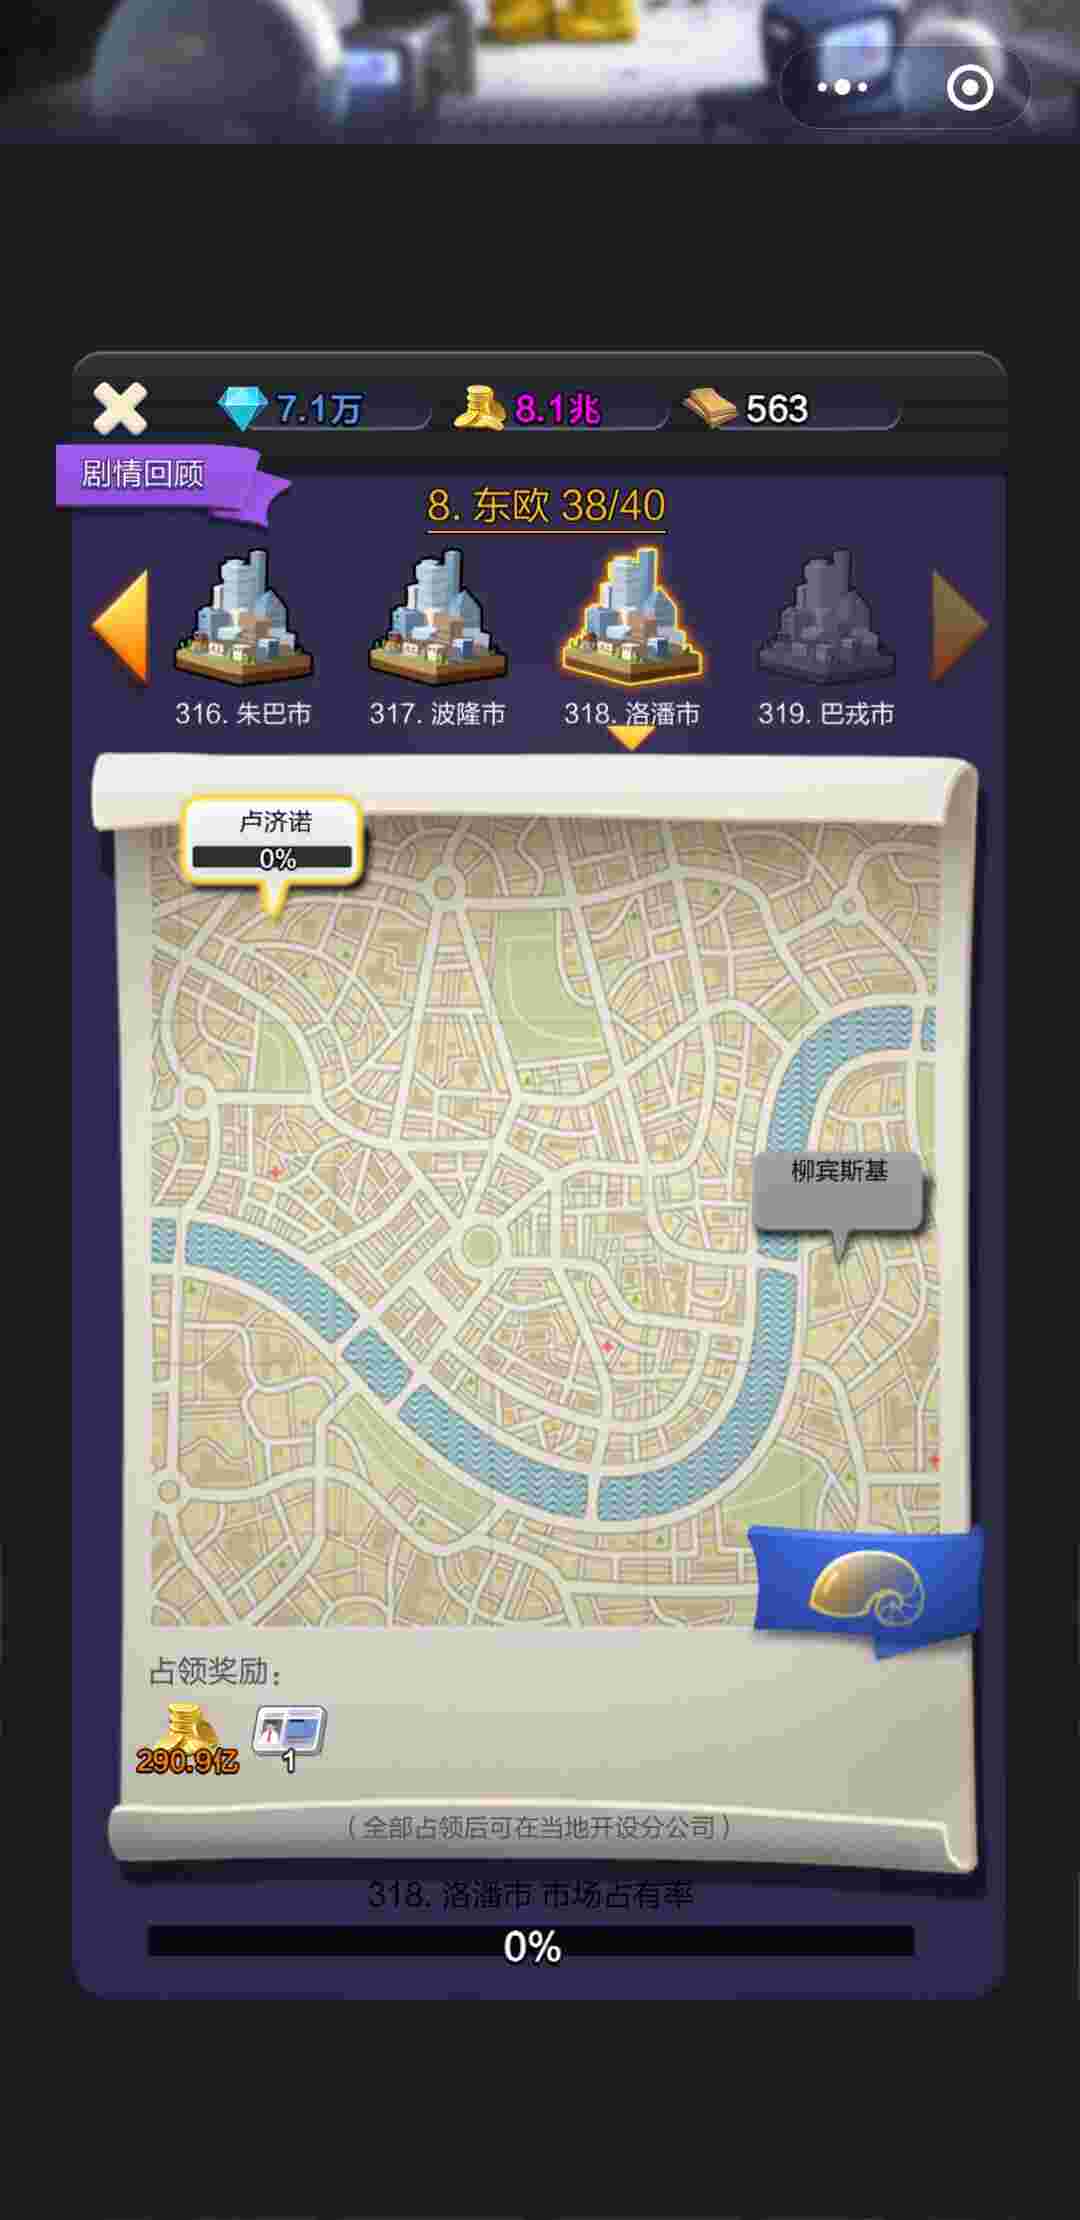 7.1万
8.1兆
563
剧情回顾
8. 东欧 38/40
316. 朱巴市
317. 波隆市
318. 洛潘市
319. 巴戎市
卢济诺
0%
柳宾斯基
占领奖励：
290.9亿
1
（全部占领后可在当地开设分公司）
318. 洛潘市 市场占有率
0%